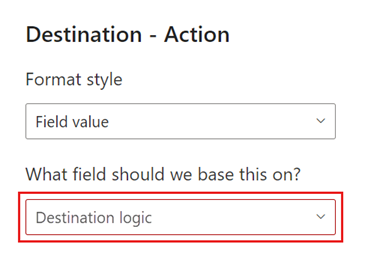 Destination - Action
Format style
Field value
What field should we base this on?
Destination logic